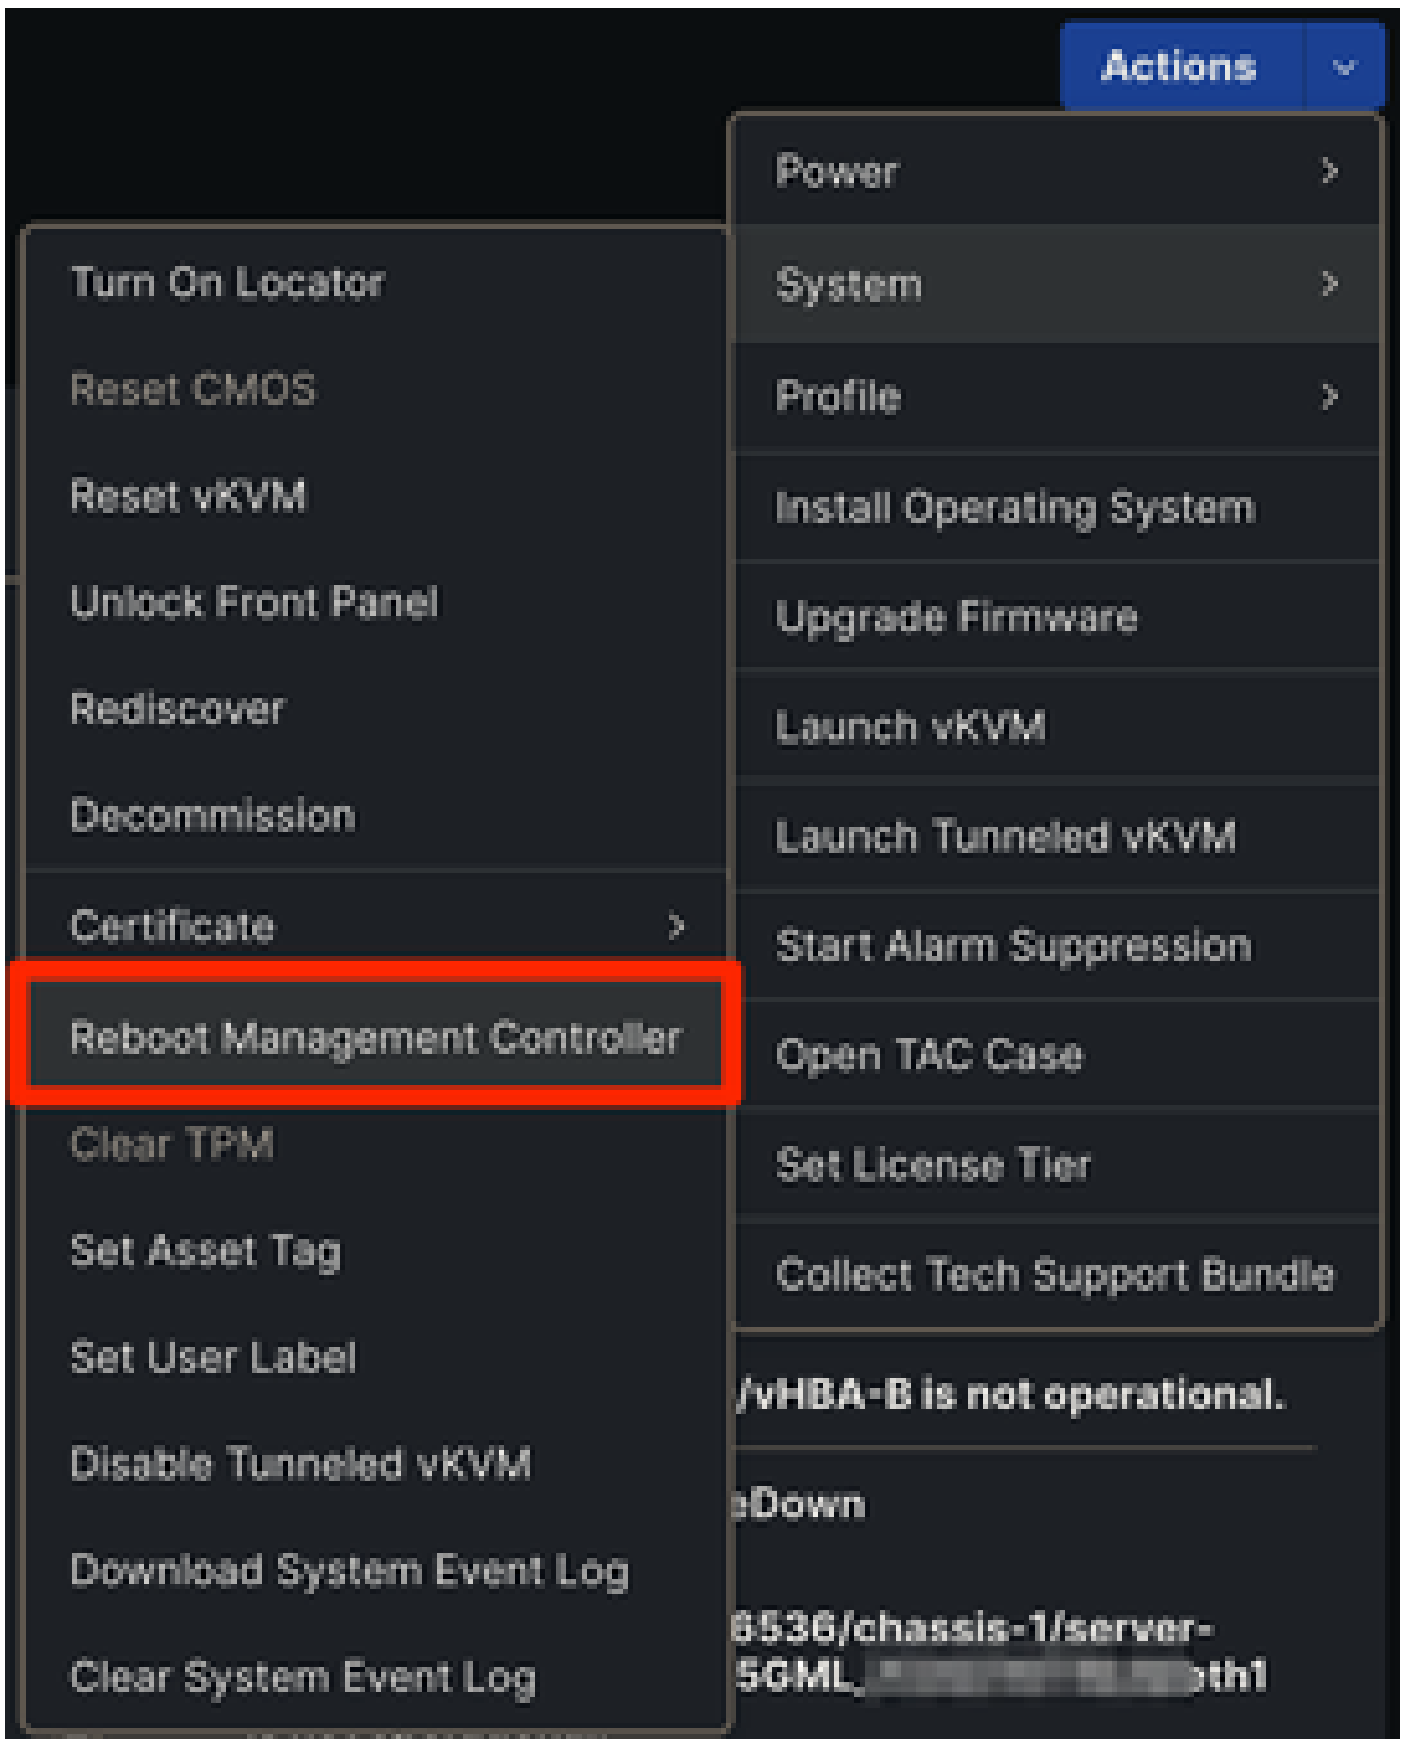 Actions
Power
System
Profile
Install Operating System
Upgrade Firmware
Launch vKVM
Launch Tunneled vKVM
Start Alarm Suppression
Open TAC Case
Set License Tier
Collect Tech Support Bundle
Turn On Locator
Reset CMOS
Reset vKVM
Unlock Front Panel
Rediscover
Decommission
Certificate
Reboot Management Controller
Clear TPM
Set Asset Tag
Set User Label
Disable Tunneled vKVM
Download System Event Log
Clear System Event Log
/vHBA-B is not operational.
eDown
6536/chassis-1/server-
5GML_ eth1